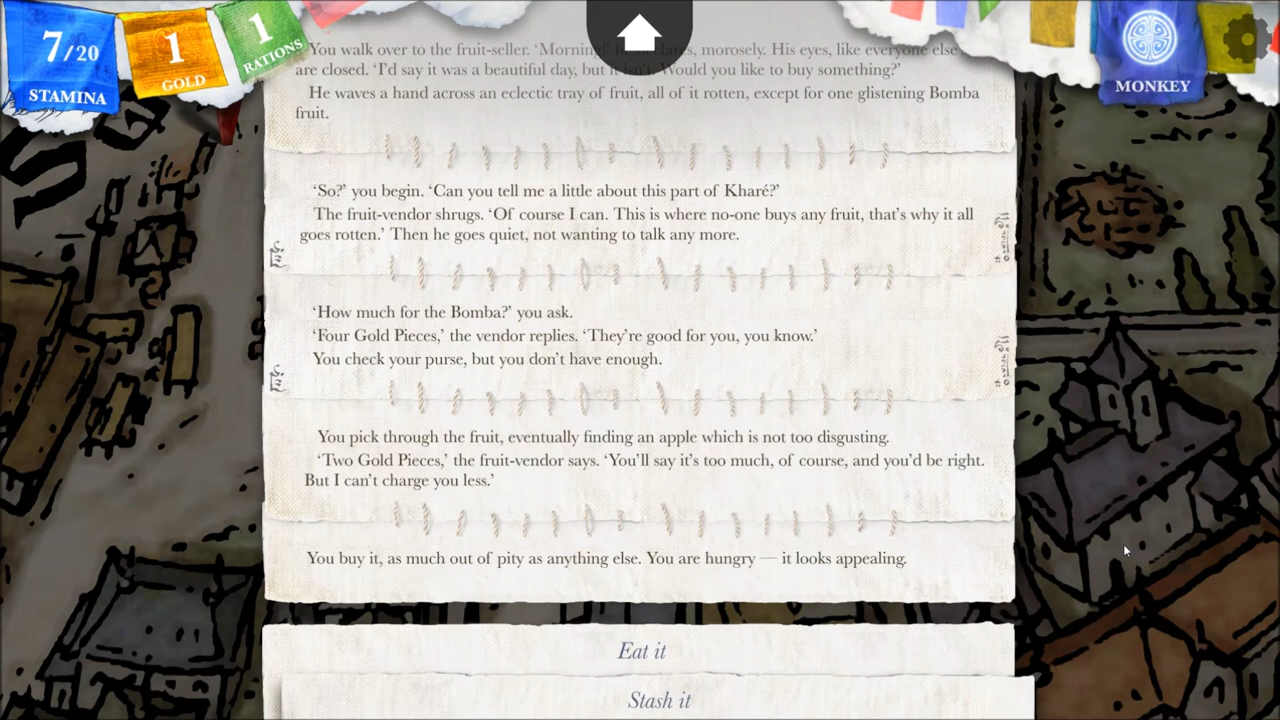 7/20
STAMINA
1
GOLD
1
RATIONS
MONKEY
You walk over to the fruit-seller. ‘Morning,’ he declares, morosely. His eyes, like everyone else
are closed. ‘I’d say it was a beautiful day, but it isn’t. Would you like to buy something?’
He waves a hand across an eclectic tray of fruit, all of it rotten, except for one glistening Bomba
fruit.
‘So?’ you begin. ‘Can you tell me a little about this part of Kharé?’
The fruit-vendor shrugs. ‘Of course I can. This is where no-one buys any fruit, that’s why it all
goes rotten.’ Then he goes quiet, not wanting to talk any more.
‘How much for the Bomba?’ you ask.
‘Four Gold Pieces,’ the vendor replies. ‘They’re good for you, you know.’
You check your purse, but you don’t have enough.
You pick through the fruit, eventually finding an apple which is not too disgusting.
‘Two Gold Pieces,’ the fruit-vendor says. ‘You’ll say it’s too much, of course, and you’d be right.
But I can’t charge you less.’
You buy it, as much out of pity as anything else. You are hungry — it looks appealing.
Eat it
Stash it